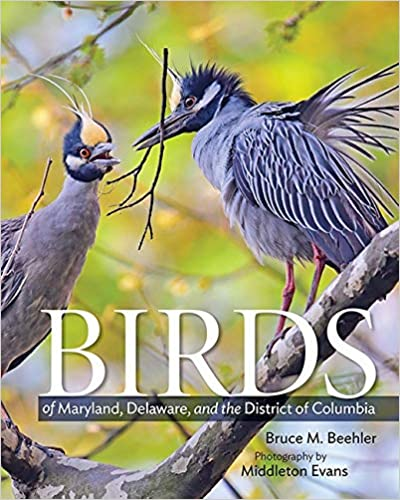 BIRDS
of Maryland, Delaware, and the District of Columbia
Bruce M. Beehler
Photography by
Middleton Evans